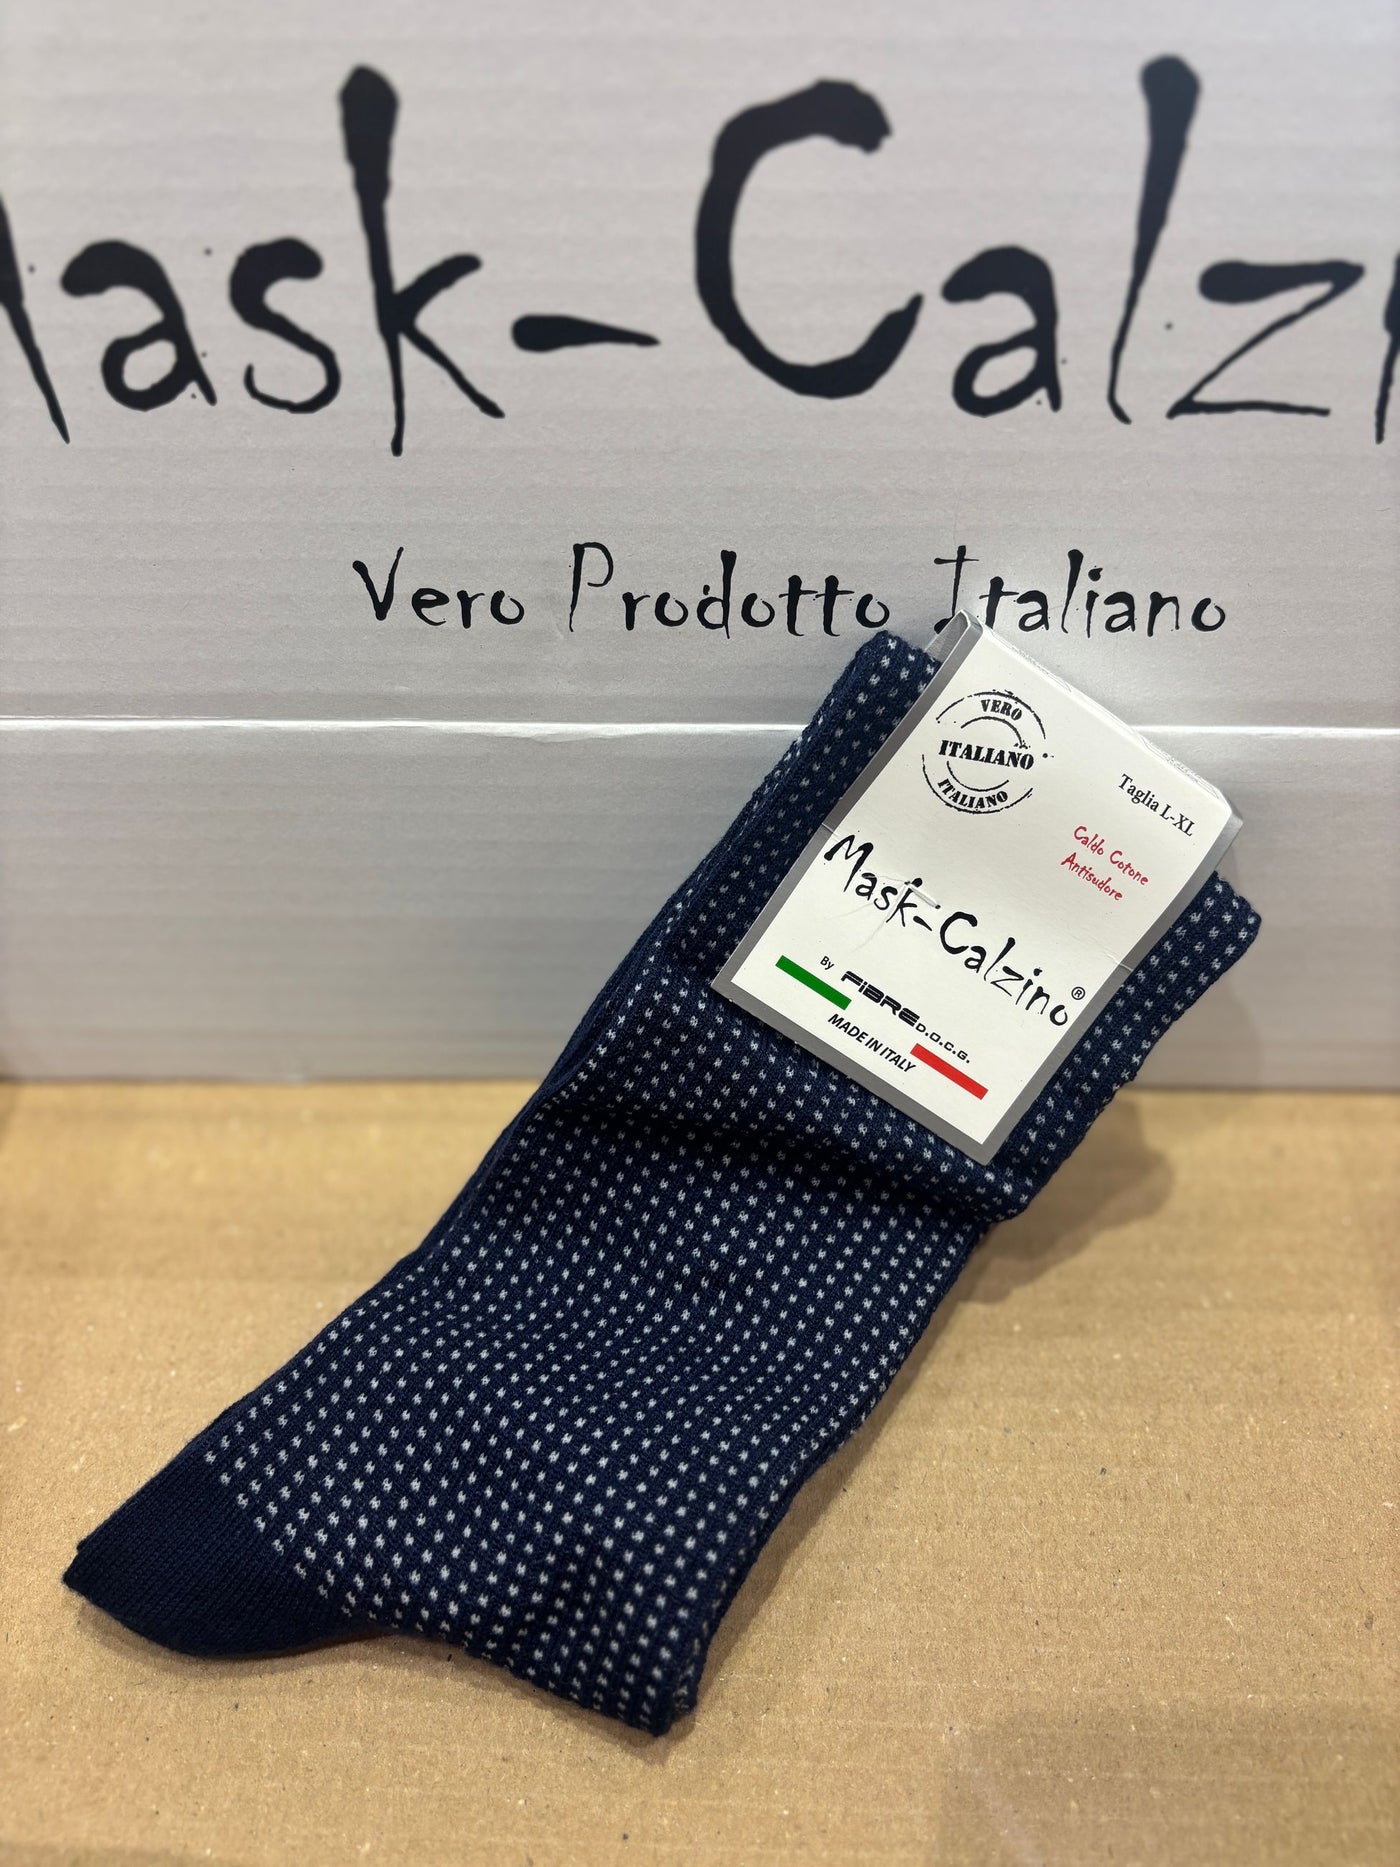 Mask-Calzi
Vero Prodotto Italiano
VERO
ITALIANO
ITALIANO
Taglia L-XL
Caldo Cotone
Antisudore
Mask-Calzino®
By FIBRE D.O.C.G.
MADE IN ITALY